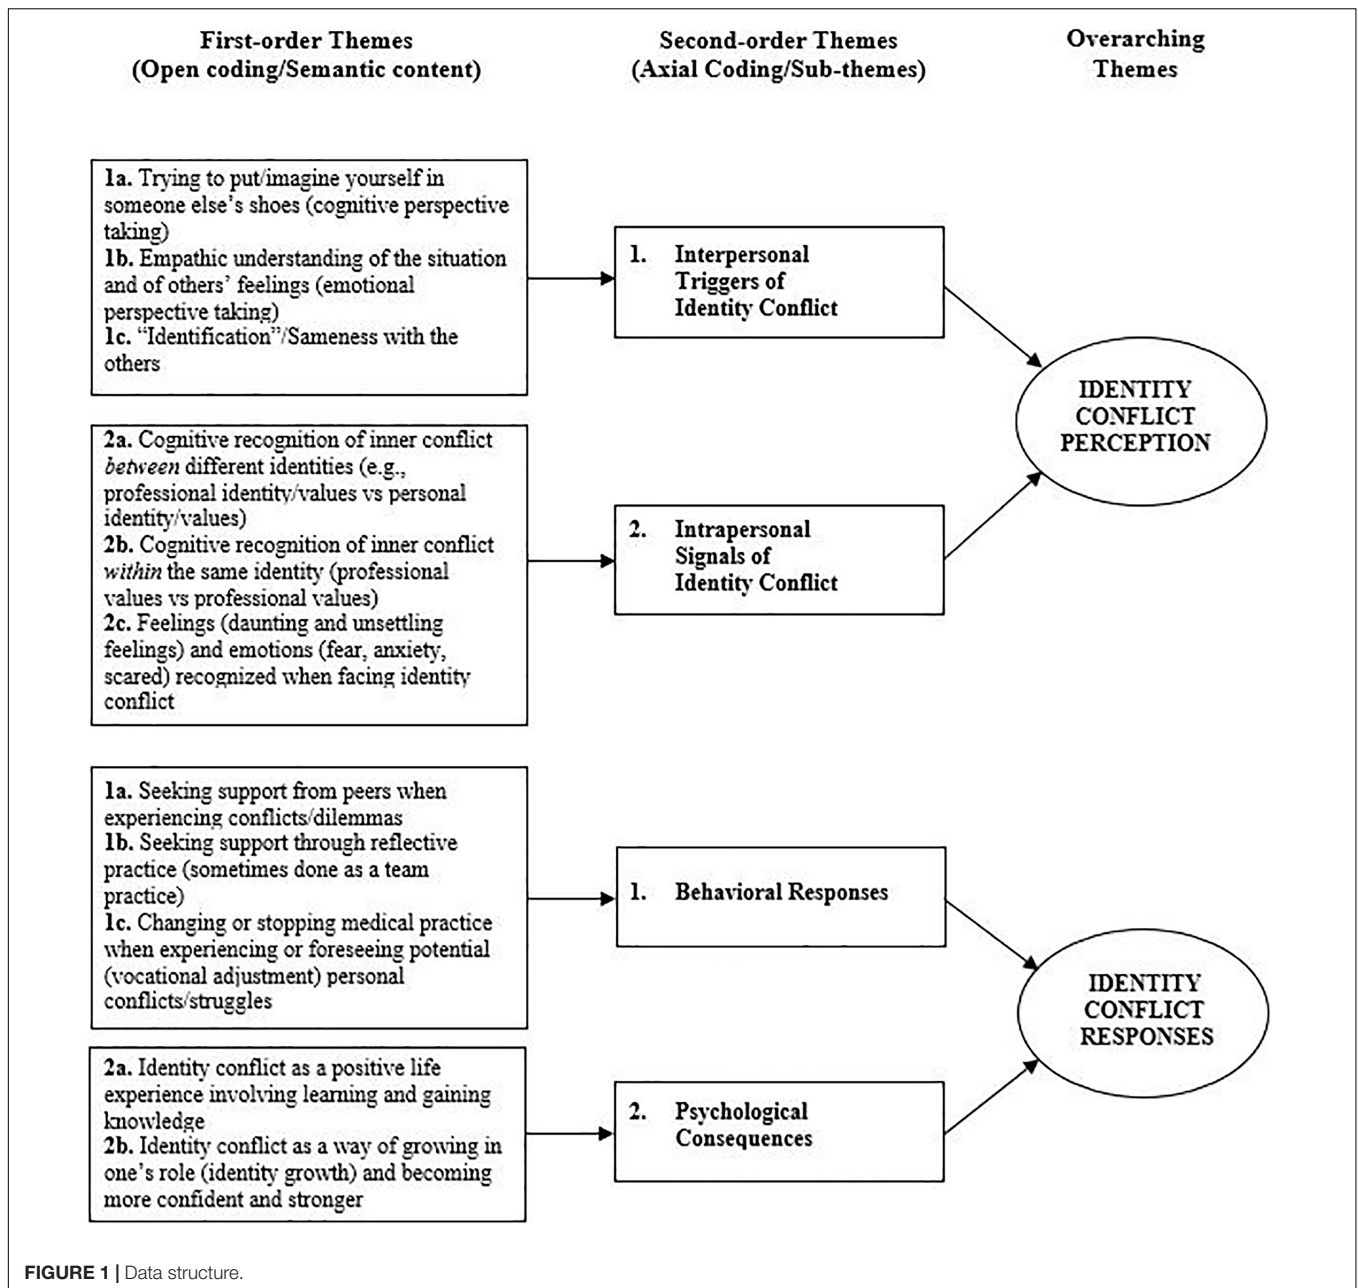 First-order Themes
(Open coding/Semantic content)
Second-order Themes
(Axial Coding/Sub-themes)
Overarching
Themes
1a. Trying to put/imagine yourself in
someone else's shoes (cognitive perspective
taking)
1b. Empathic understanding of the situation
and of others' feelings (emotional
perspective taking)
1c. "Identification"/Sameness with the
others
1. Interpersonal
Triggers of
Identity Conflict
2a. Cognitive recognition of inner conflict
between different identities (e.g.,
professional identity/values vs personal
identity/values)
2b. Cognitive recognition of inner conflict
within the same identity (professional
values vs professional values)
2c. Feelings (daunting and unsettling
feelings) and emotions (fear, anxiety,
scared) recognized when facing identity
conflict
2. Intrapersonal
Signals of
Identity Conflict
IDENTITY
CONFLICT
PERCEPTION
1a. Seeking support from peers when
experiencing conflicts/dilemmas
1b. Seeking support through reflective
practice (sometimes done as a team
practice)
1c. Changing or stopping medical practice
when experiencing or foreseeing potential
(vocational adjustment) personal
conflicts/struggles
1. Behavioral Responses
2a. Identity conflict as a positive life
experience involving learning and gaining
knowledge
2b. Identity conflict as a way of growing in
one's role (identity growth) and becoming
more confident and stronger
2. Psychological
Consequences
IDENTITY
CONFLICT
RESPONSES
FIGURE 1 | Data structure.